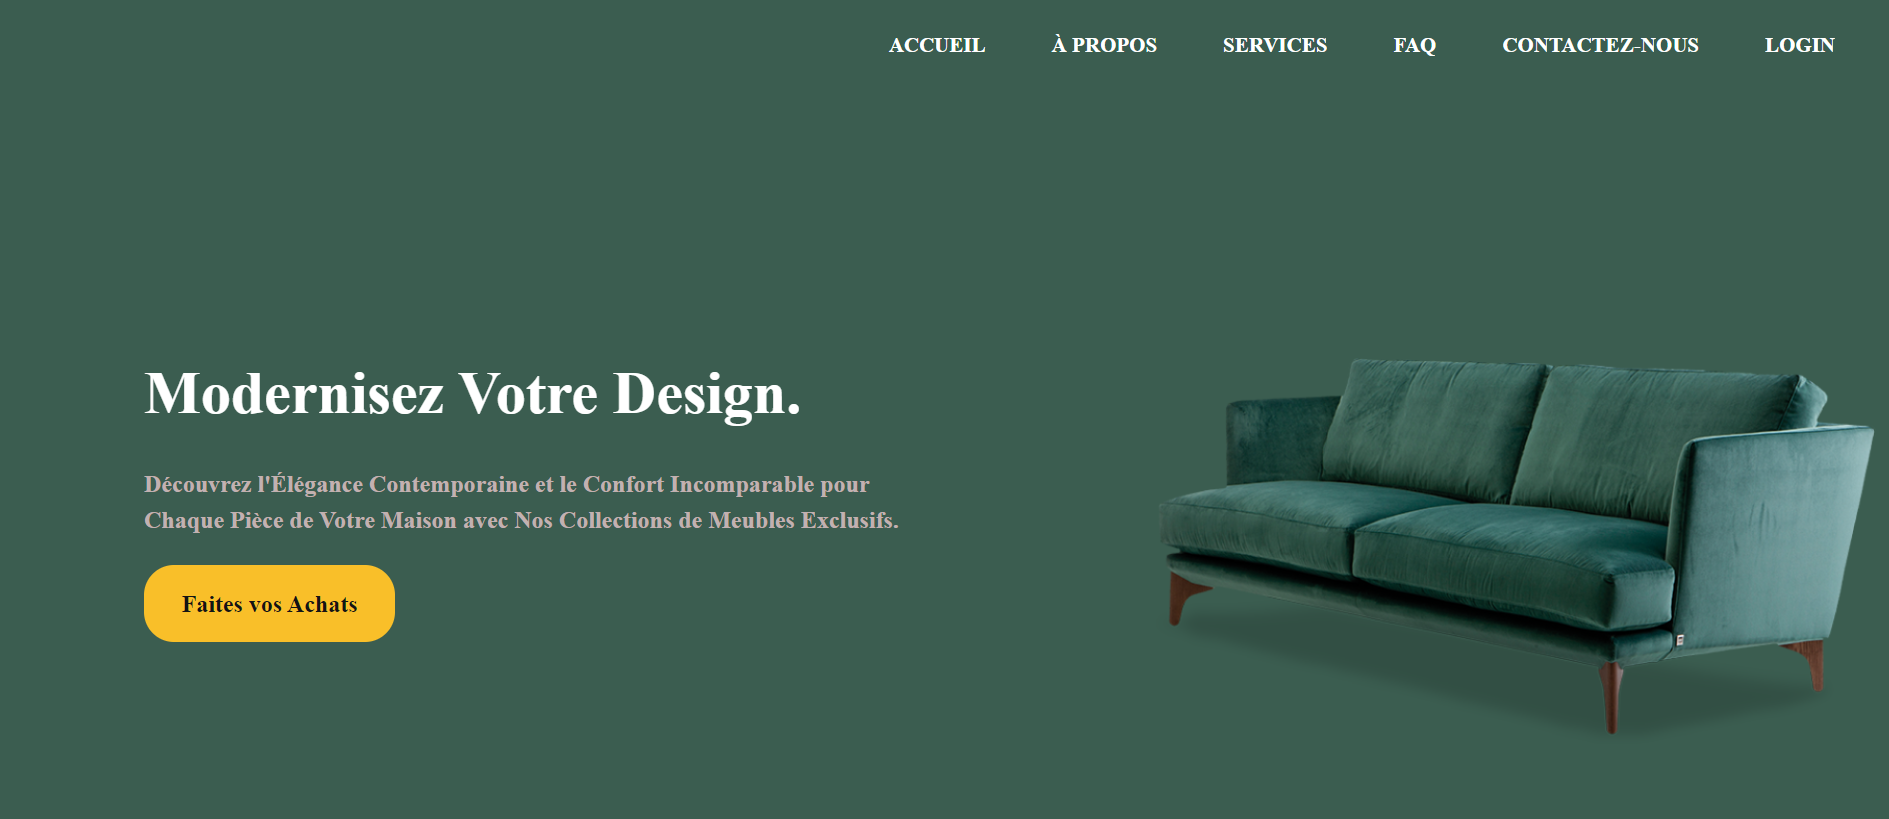 ACCUEIL À PROPOS SERVICES FAQ CONTACTEZ-NOUS LOGIN
Modernisez Votre Design.
Découvrez l'Élégance Contemporaine et le Confort Incomparable pour
Chaque Pièce de Votre Maison avec Nos Collections de Meubles Exclusifs.
Faites vos Achats